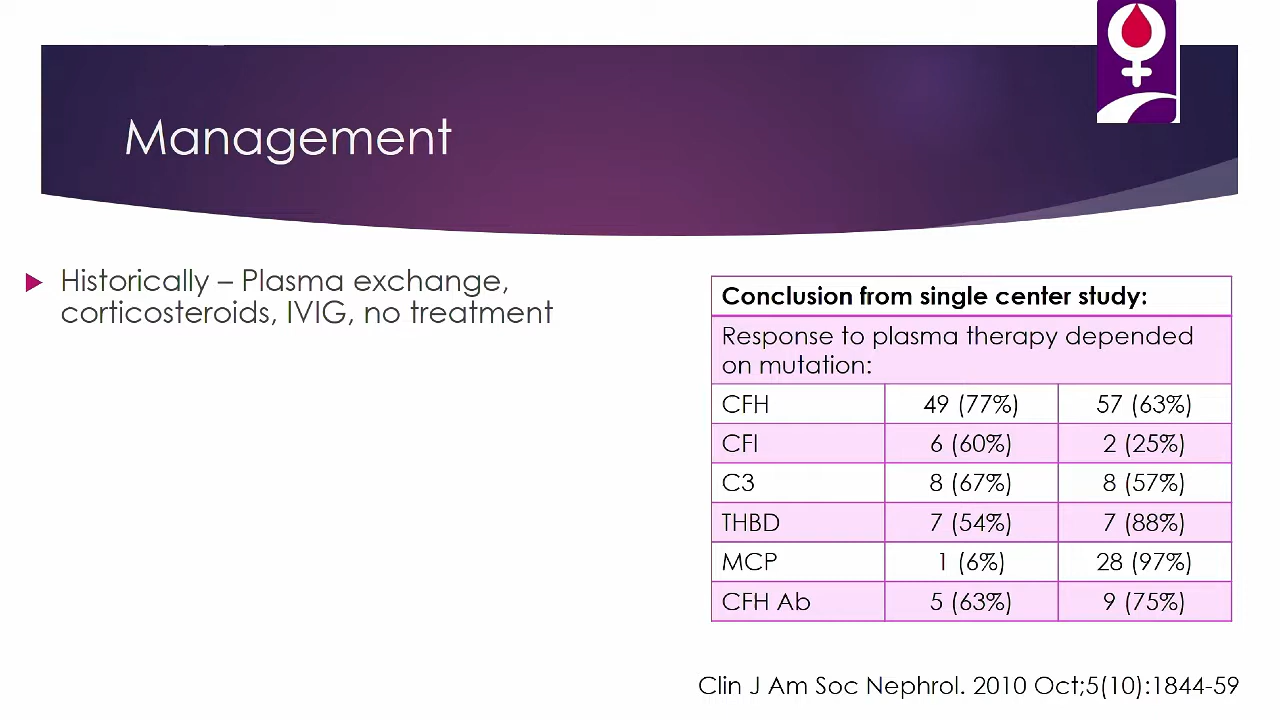 Management
Historically – Plasma exchange,
corticosteroids, IVIG, no treatment
Conclusion from single center study:
Response to plasma therapy depended
on mutation:
CFH 49 (77%) 57 (63%)
CFI 6 (60%) 2 (25%)
C3 8 (67%) 8 (57%)
THBD 7 (54%) 7 (88%)
MCP 1 (6%) 28 (97%)
CFH Ab 5 (63%) 9 (75%)
Clin J Am Soc Nephrol. 2010 Oct;5(10):1844-59